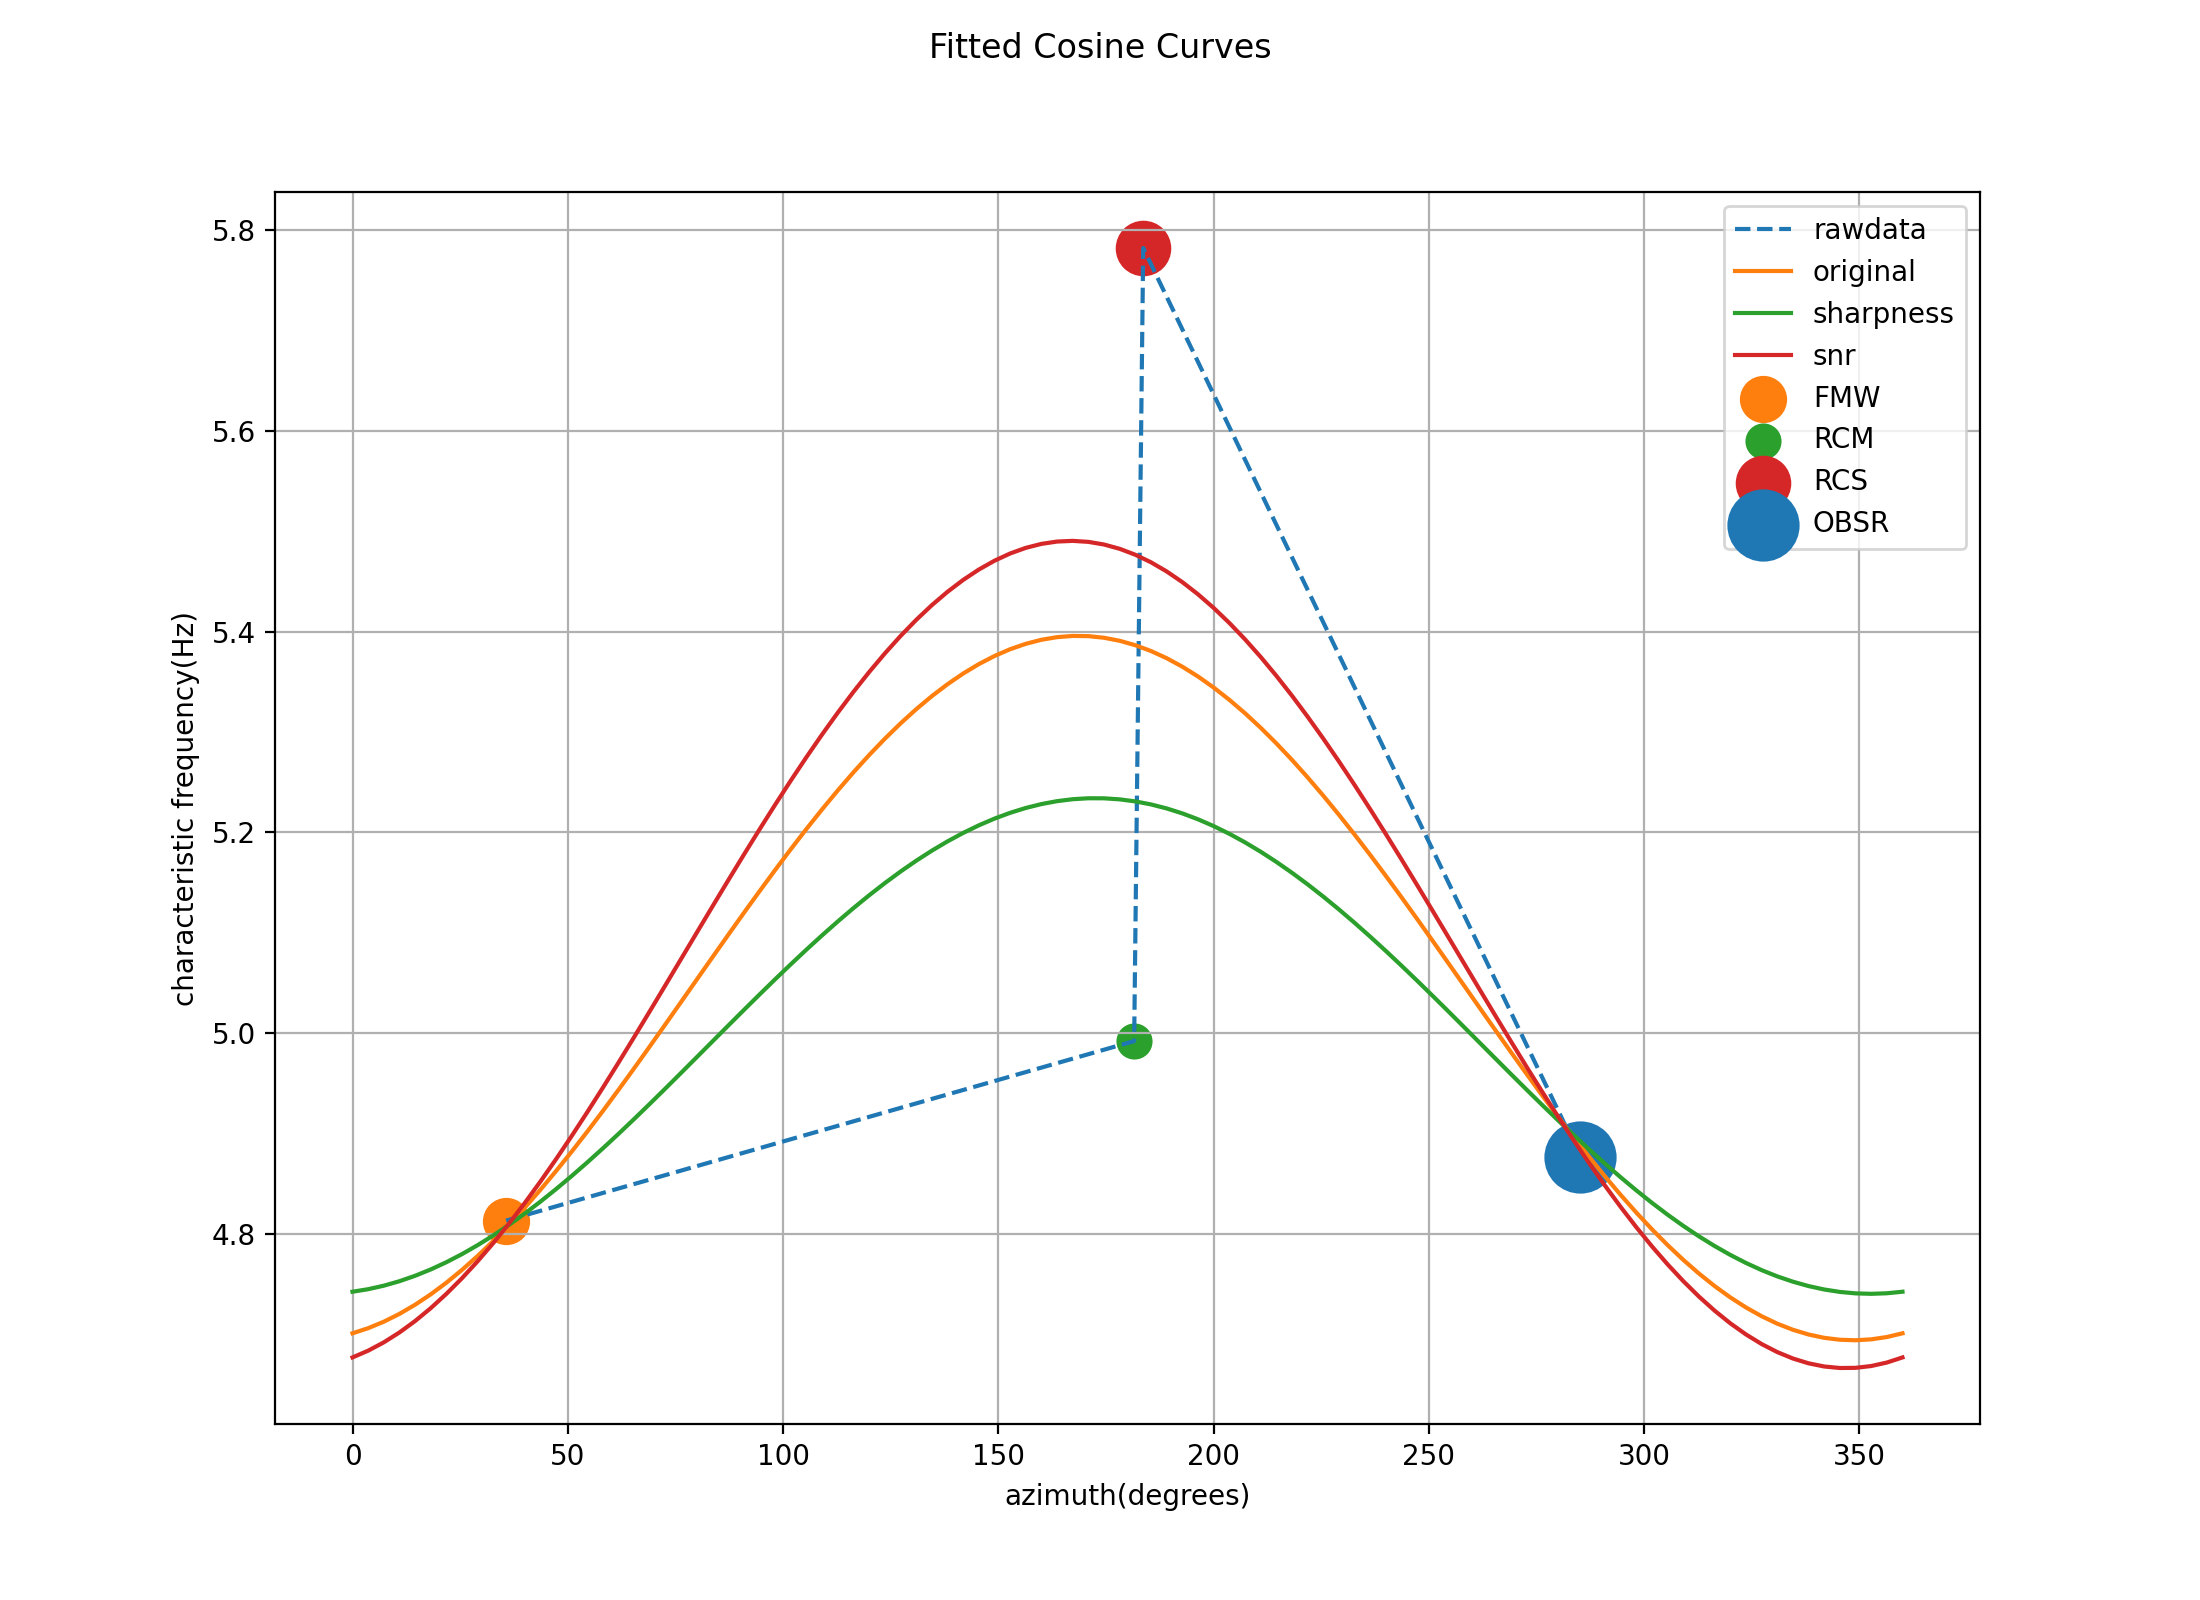 Fitted Cosine Curves
5.8
5.6
5.4
5.2
5.0
4.8
characteristic frequency(Hz)
0 50 100 150 200 250 300 350
azimuth(degrees)
rawdata
original
sharpness
snr
FMW
RCM
RCS
OBSR